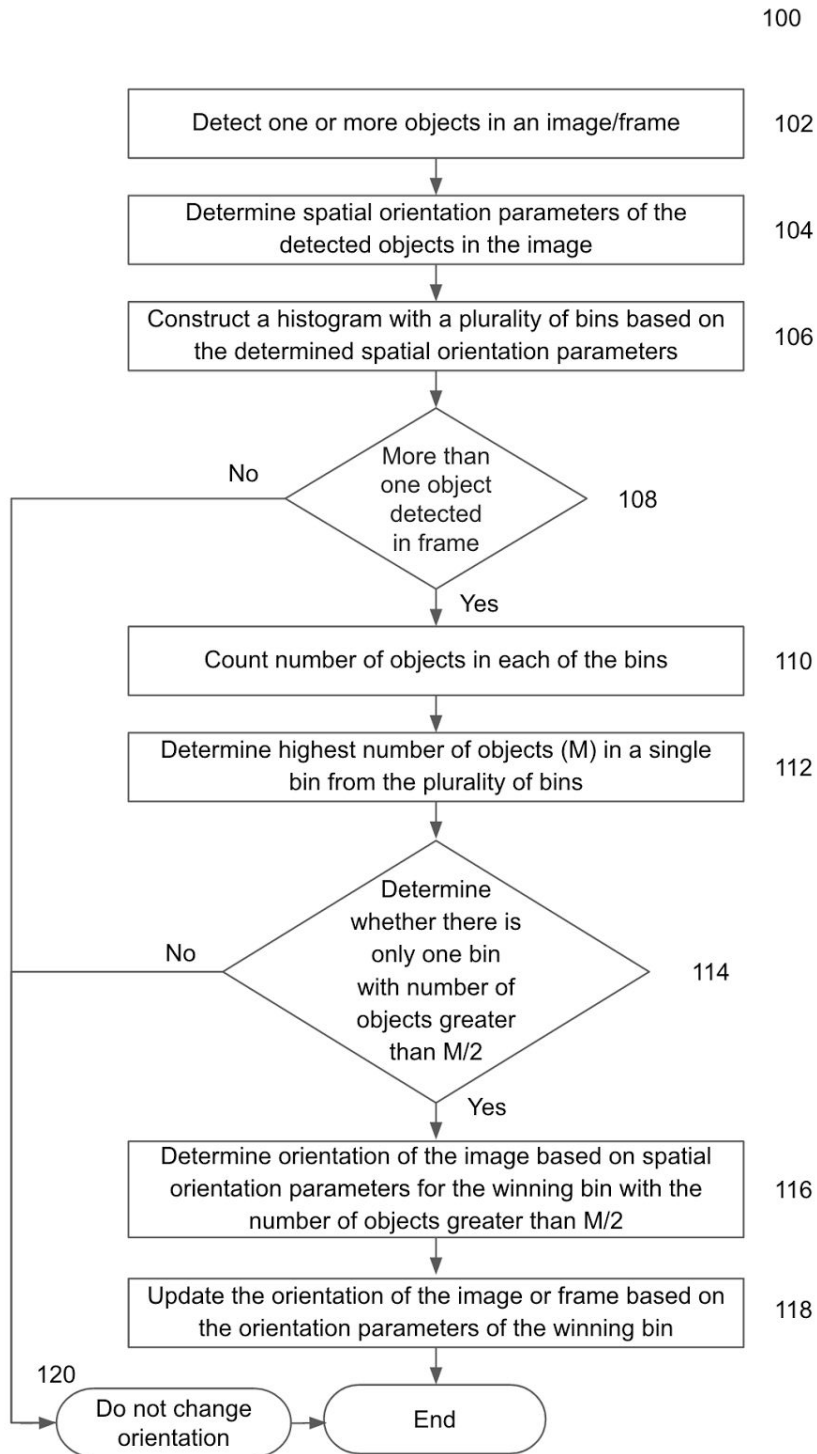 100
Detect one or more objects in an image/frame
102
Determine spatial orientation parameters of the
detected objects in the image
104
Construct a histogram with a plurality of bins based on
the determined spatial orientation parameters
106
More than
one object
detected
in frame
108
No
Yes
Count number of objects in each of the bins
110
Determine highest number of objects (M) in a single
bin from the plurality of bins
112
Determine
whether there is
only one bin
with number of
objects greater
than M/2
114
No
Yes
Determine orientation of the image based on spatial
orientation parameters for the winning bin with the
number of objects greater than M/2
116
Update the orientation of the image or frame based on
the orientation parameters of the winning bin
118
120
Do not change
orientation
End